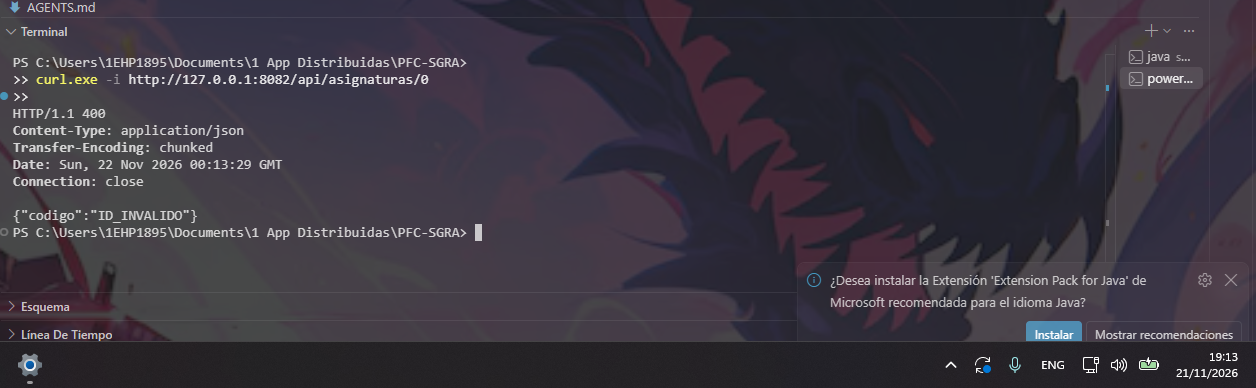 AGENTS.md
Terminal
PS C:\Users\1EHP1895\Documents\1 App Distribuidas\PFC-SGRA>
>> curl.exe -i http://127.0.0.1:8082/api/asignaturas/0
>>
HTTP/1.1 400
Content-Type: application/json
Transfer-Encoding: chunked
Date: Sun, 22 Nov 2026 00:13:29 GMT
Connection: close
{"codigo":"ID_INVALIDO"}
PS C:\Users\1EHP1895\Documents\1 App Distribuidas\PFC-SGRA>
java s...
power...
¿Desea instalar la Extensión 'Extension Pack for Java' de
Microsoft recomendada para el idioma Java?
Instalar
Mostrar recomendaciones
Esquema
Línea De Tiempo
ENG
19:13
21/11/2026